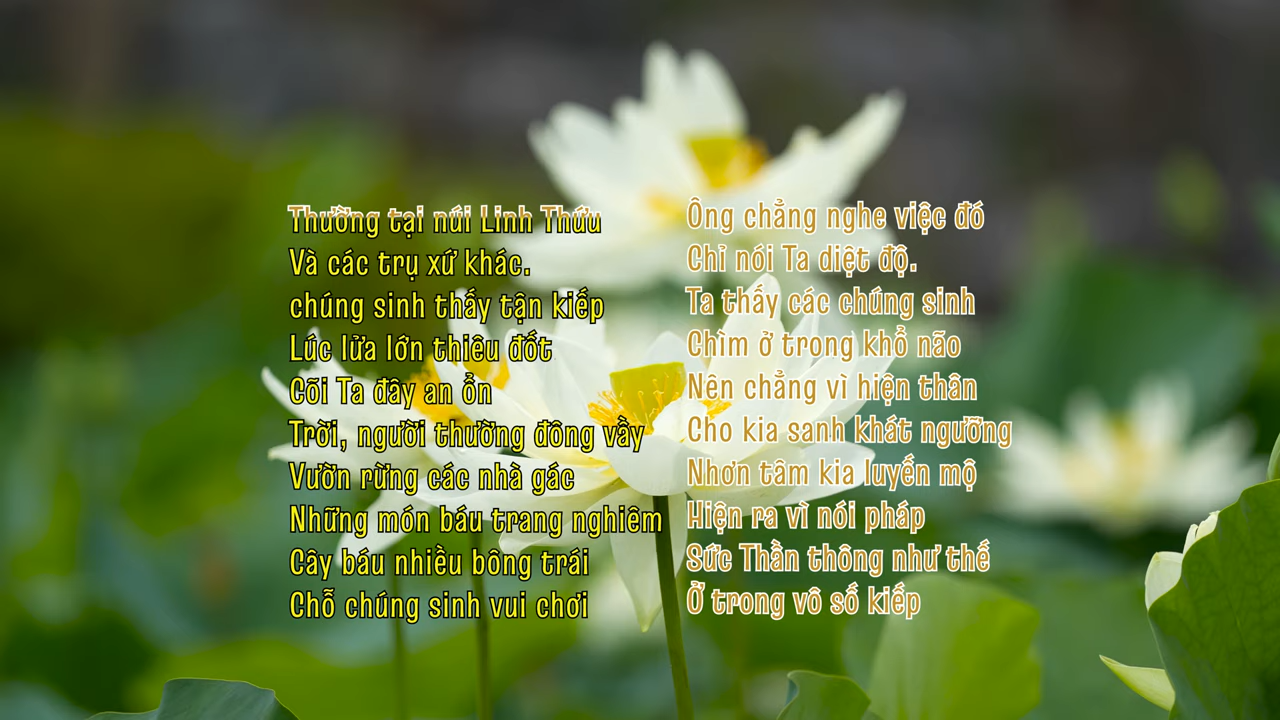 Thường tại núi Linh Thứu
Và các trụ xứ khác.
chúng sinh thấy tận kiếp
Lúc lửa lớn thiêu đốt
Cõi Ta đây an ổn
Trời, người thường đông vầy
Vườn rừng các nhà gác
Những món báu trang nghiêm
Cây báu nhiều bông trái
Chỗ chúng sinh vui chơi
Ông chẳng nghe việc đó
Chỉ nói Ta diệt độ.
Ta thấy các chúng sinh
Chìm ở trong khổ não
Nên chẳng vì hiện thân
Cho kia sanh khát ngưỡng
Nhơn tâm kia luyến mộ
Hiện ra vì nói pháp
Sức Thần thông như thế
Ở trong vô số kiếp